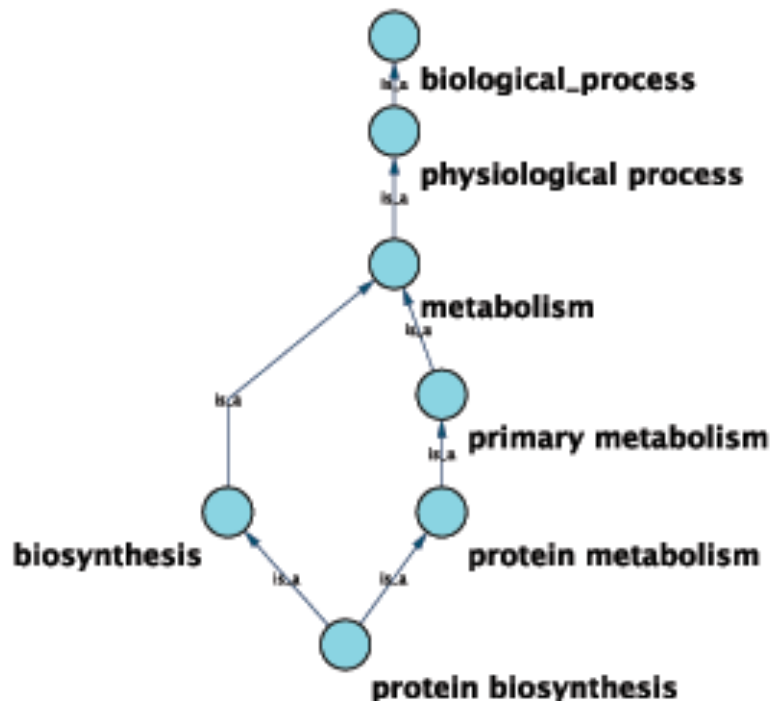 is_a
biological_process
physiological process
is_a
metabolism
is_a
is_a
primary metabolism
is_a
biosynthesis
protein metabolism
is_a
is_a
protein biosynthesis